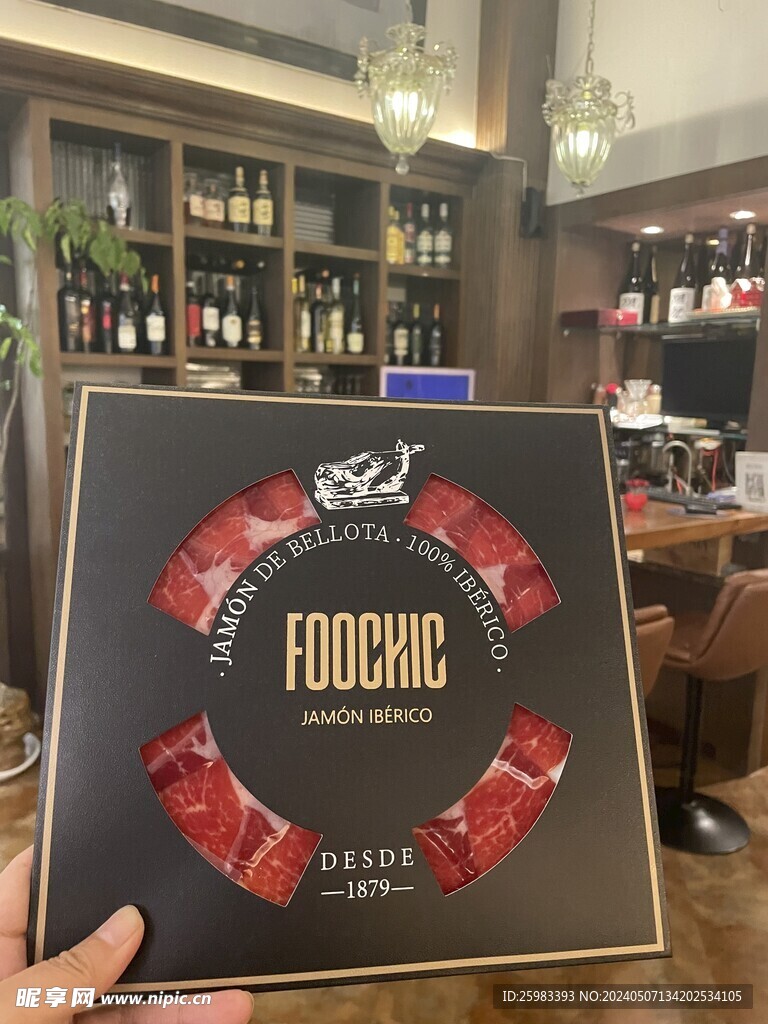 · JAMÓN DE BELLOTA · 100% IBÉRICO ·
FOOCHIC
JAMÓN IBÉRICO
DESDE
—1879—
昵享网 www.nipic.cn
ID:25983393 NO:20240507134202534105